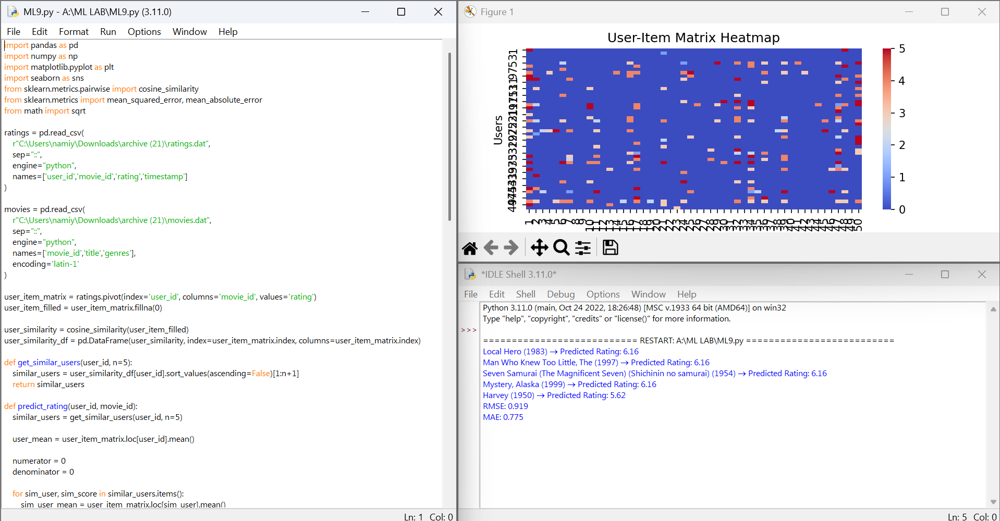 ML9.py - A:\ML LAB\ML9.py (3.11.0)
File Edit Format Run Options Window Help
import pandas as pd
import numpy as np
import matplotlib.pyplot as plt
import seaborn as sns
from sklearn.metrics.pairwise import cosine_similarity
from sklearn.metrics import mean_squared_error, mean_absolute_error
from math import sqrt
ratings = pd.read_csv(
r"C:\Users\namiy\Downloads\archive (21)\ratings.dat",
sep="::",
engine="python",
names=['user_id','movie_id','rating','timestamp']
)
movies = pd.read_csv(
r"C:\Users\namiy\Downloads\archive (21)\movies.dat",
sep="::",
engine="python",
names=['movie_id','title','genres'],
encoding='latin-1'
)
user_item_matrix = ratings.pivot(index='user_id', columns='movie_id', values='rating')
user_item_filled = user_item_matrix.fillna(0)
user_similarity = cosine_similarity(user_item_filled)
user_similarity_df = pd.DataFrame(user_similarity, index=user_item_matrix.index, columns=user_item_matrix.index)
def get_similar_users(user_id, n=5):
similar_users = user_similarity_df[user_id].sort_values(ascending=False)[1:n+1]
return similar_users
def predict_rating(user_id, movie_id):
similar_users = get_similar_users(user_id, n=5)
user_mean = user_item_matrix.loc[user_id].mean()
numerator = 0
denominator = 0
for sim_user, sim_score in similar_users.items():
sim_user_mean = user_item_matrix.loc[sim_user].mean()
Ln: 1 Col: 0
Figure 1
User-Item Matrix Heatmap
Users
5
4
3
2
1
0
*IDLE Shell 3.11.0*
File Edit Shell Debug Options Window Help
Python 3.11.0 (main, Oct 24 2022, 18:26:48) [MSC v.1933 64 bit (AMD64)] on win32
Type "help", "copyright", "credits" or "license()" for more information.
>>>
=========================== RESTART: A:\ML LAB\ML9.py ==========================
Local Hero (1983) → Predicted Rating: 6.16
Man Who Knew Too Little, The (1997) → Predicted Rating: 6.16
Seven Samurai (The Magnificent Seven) (Shichinin no samurai) (1954) → Predicted Rating: 6.16
Mystery, Alaska (1999) → Predicted Rating: 6.16
Harvey (1950) → Predicted Rating: 5.62
RMSE: 0.919
MAE: 0.775
Ln: 5 Col: 0